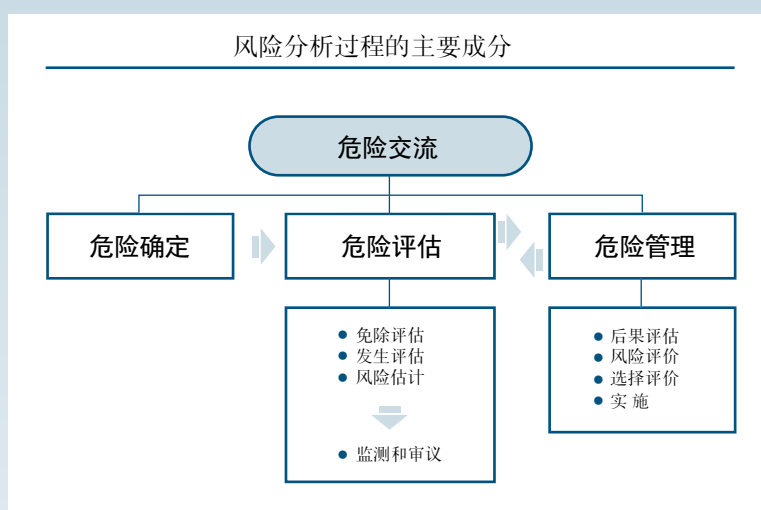 风险分析过程的主要成分
危险交流
危险确定
危险评估
危险管理
● 免除评估
● 发生评估
● 风险估计
● 监测和审议
● 后果评估
● 风险评价
● 选择评价
● 实 施